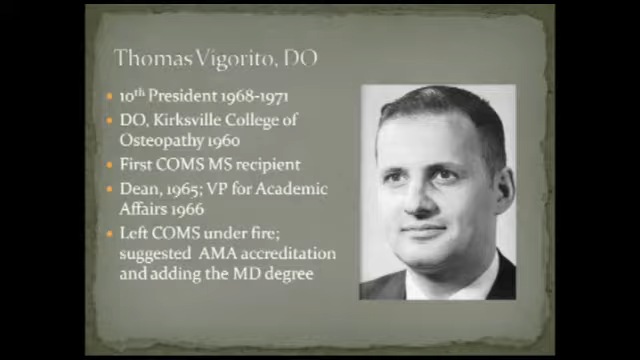 Thomas Vigorito, DO
• 10th President 1968-1971
• DO, Kirksville College of
Osteopathy 1960
• First COMS MS recipient
• Dean, 1965; VP for Academic
Affairs 1966
• Left COMS under fire;
suggested AMA accreditation
and adding the MD degree